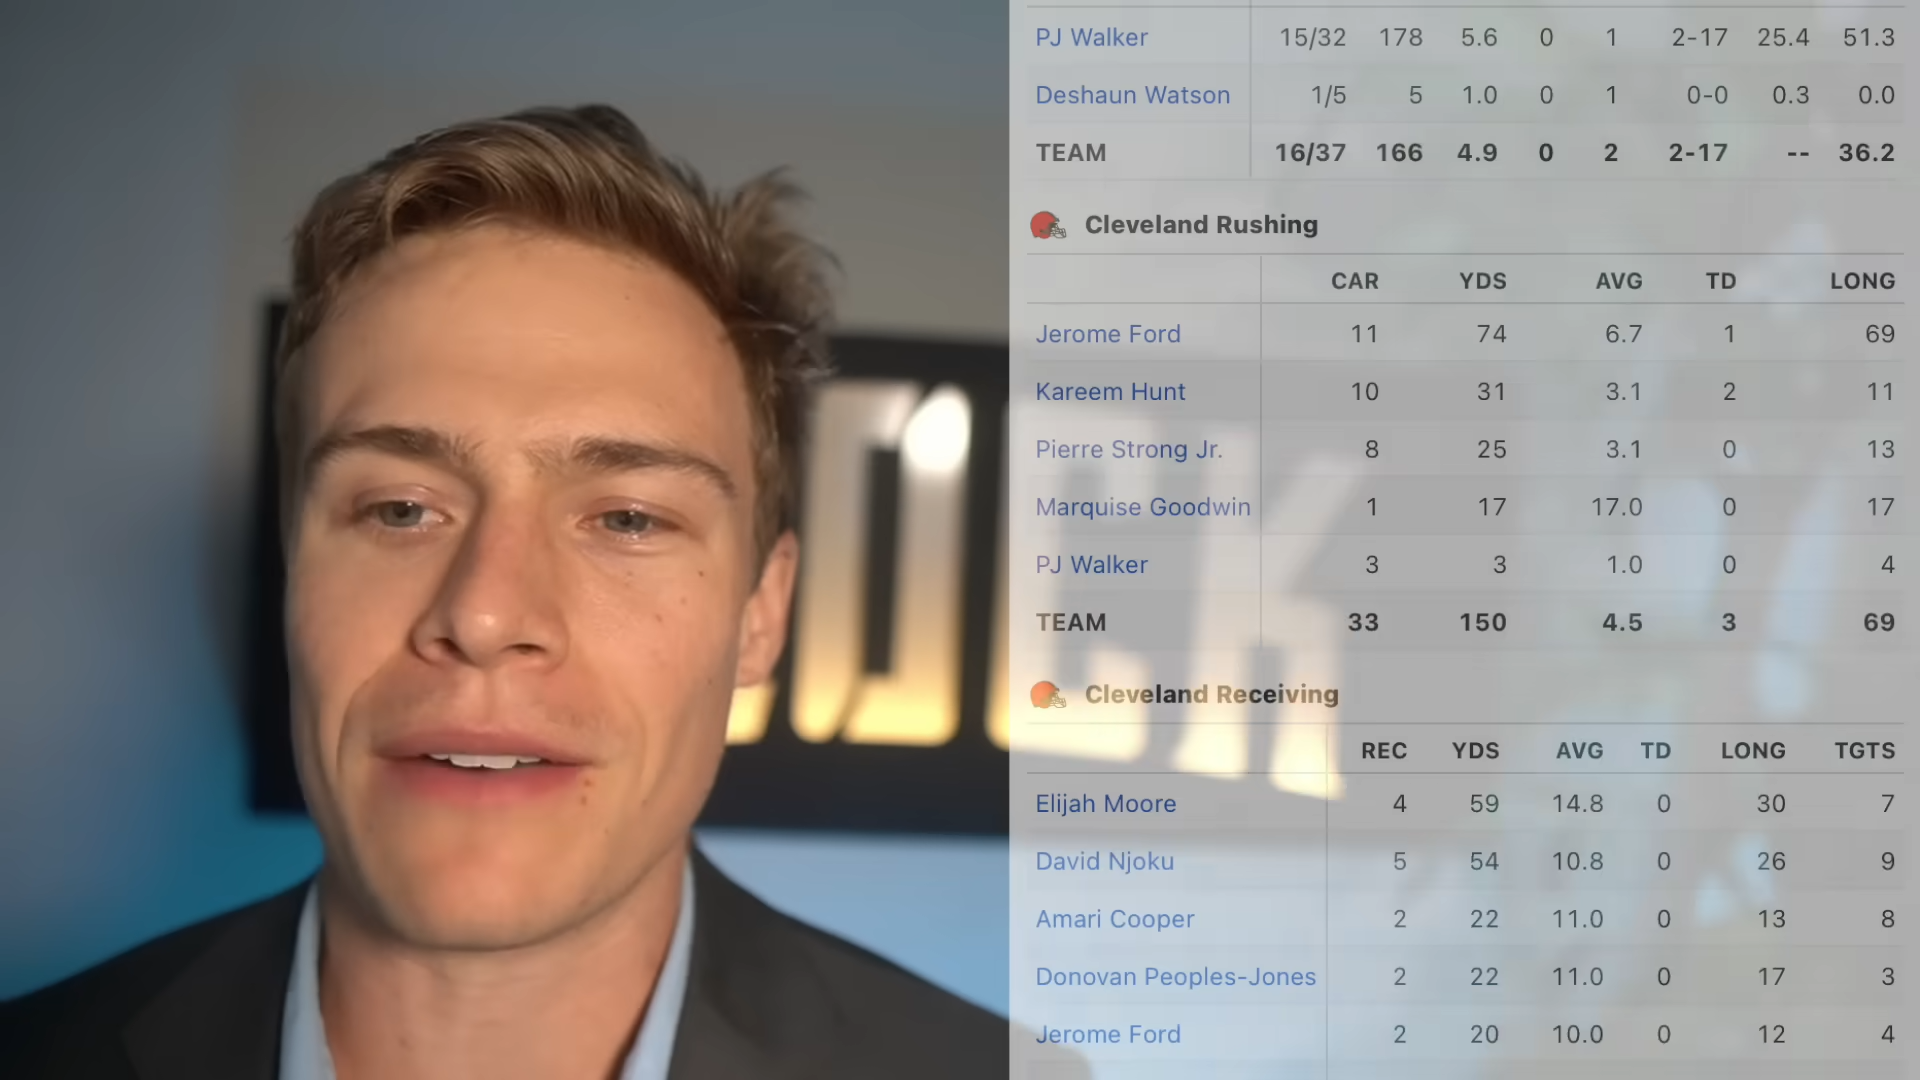 PJ Walker 15/32 178 5.6 0 1 2-17 25.4 51.3
Deshaun Watson 1/5 5 1.0 0 1 0-0 0.3 0.0
TEAM 16/37 166 4.9 0 2 2-17 -- 36.2
Cleveland Rushing
CAR YDS AVG TD LONG
Jerome Ford 11 74 6.7 1 69
Kareem Hunt 10 31 3.1 2 11
Pierre Strong Jr. 8 25 3.1 0 13
Marquise Goodwin 1 17 17.0 0 17
PJ Walker 3 3 1.0 0 4
TEAM 33 150 4.5 3 69
Cleveland Receiving
REC YDS AVG TD LONG TGTS
Elijah Moore 4 59 14.8 0 30 7
David Njoku 5 54 10.8 0 26 9
Amari Cooper 2 22 11.0 0 13 8
Donovan Peoples-Jones 2 22 11.0 0 17 3
Jerome Ford 2 20 10.0 0 12 4